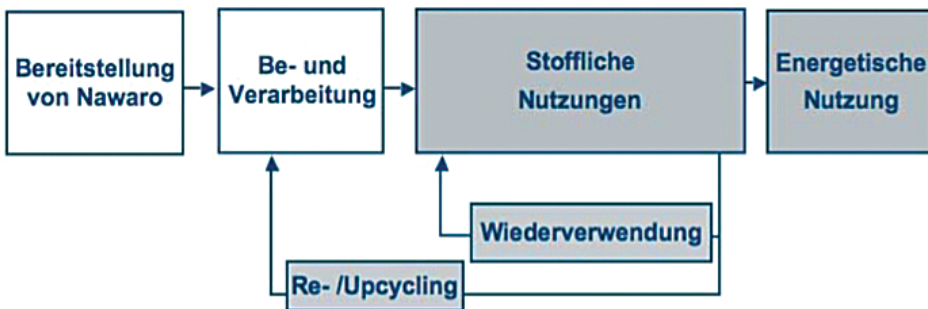 Bereitstellung
von Nawaro
Be- und
Verarbeitung
Stoffliche
Nutzungen
Energetische
Nutzung
Wiederverwendung
Re- /Upcycling